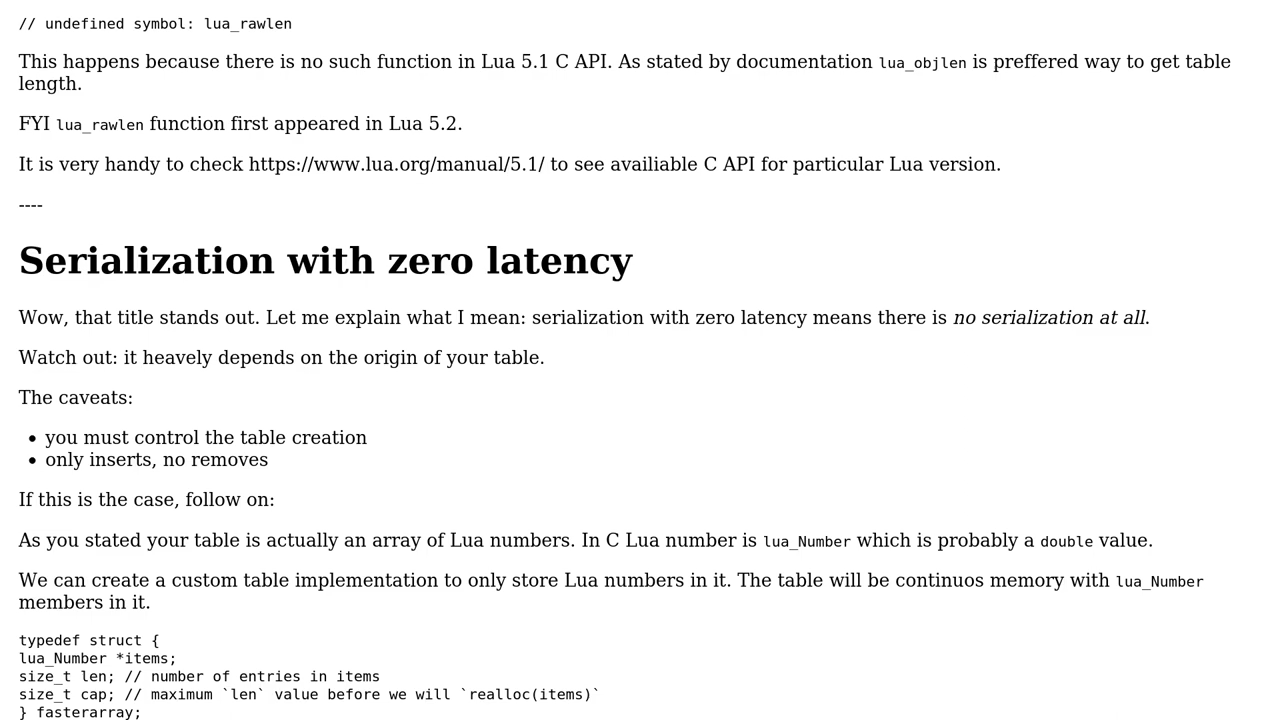 // undefined symbol: lua_rawlen
This happens because there is no such function in Lua 5.1 C API. As stated by documentation lua_objlen is preffered way to get table
length.
FYI lua_rawlen function first appeared in Lua 5.2.
It is very handy to check https://www.lua.org/manual/5.1/ to see availiable C API for particular Lua version.
----
Serialization with zero latency
Wow, that title stands out. Let me explain what I mean: serialization with zero latency means there is no serialization at all.
Watch out: it heavely depends on the origin of your table.
The caveats:
• you must control the table creation
• only inserts, no removes
If this is the case, follow on:
As you stated your table is actually an array of Lua numbers. In C Lua number is lua_Number which is probably a double value.
We can create a custom table implementation to only store Lua numbers in it. The table will be continuos memory with lua_Number
members in it.
typedef struct {
lua_Number *items;
size_t len; // number of entries in items
size_t cap; // maximum `len` value before we will `realloc(items)`
} fasterarray;